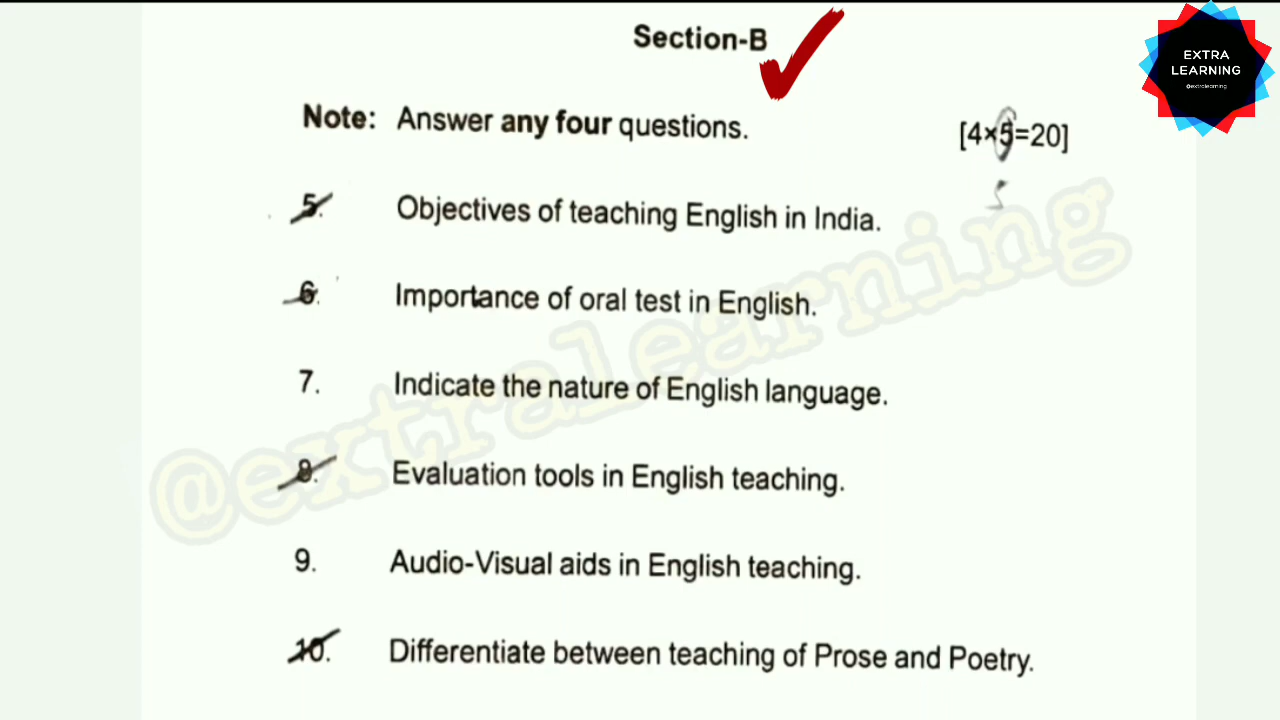 Section-B
EXTRA
LEARNING
@extralearning
Note: Answer any four questions. [4×5=20]
5
5. Objectives of teaching English in India.
6. Importance of oral test in English.
7. Indicate the nature of English language.
8. Evaluation tools in English teaching.
9. Audio-Visual aids in English teaching.
10. Differentiate between teaching of Prose and Poetry.
@extralearning